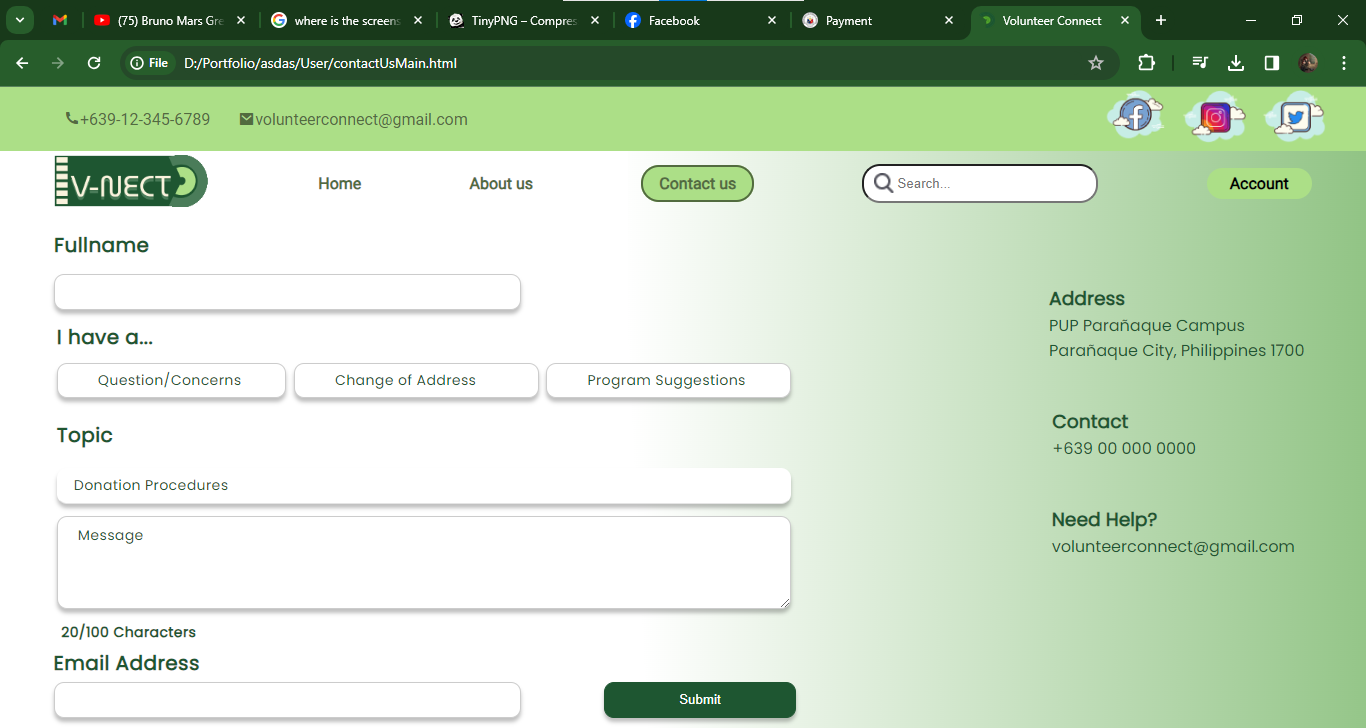 (75) Bruno Mars Gre
where is the screens
TinyPNG – Compres
Facebook
Payment
Volunteer Connect
File
D:/Portfolio/asdas/User/contactUsMain.html
+639-12-345-6789
volunteerconnect@gmail.com
V-NECT
Home
About us
Contact us
Search...
Account
Fullname
I have a...
Question/Concerns
Change of Address
Program Suggestions
Topic
Donation Procedures
Message
20/100 Characters
Email Address
Submit
Address
PUP Parañaque Campus
Parañaque City, Philippines 1700
Contact
+639 00 000 0000
Need Help?
volunteerconnect@gmail.com